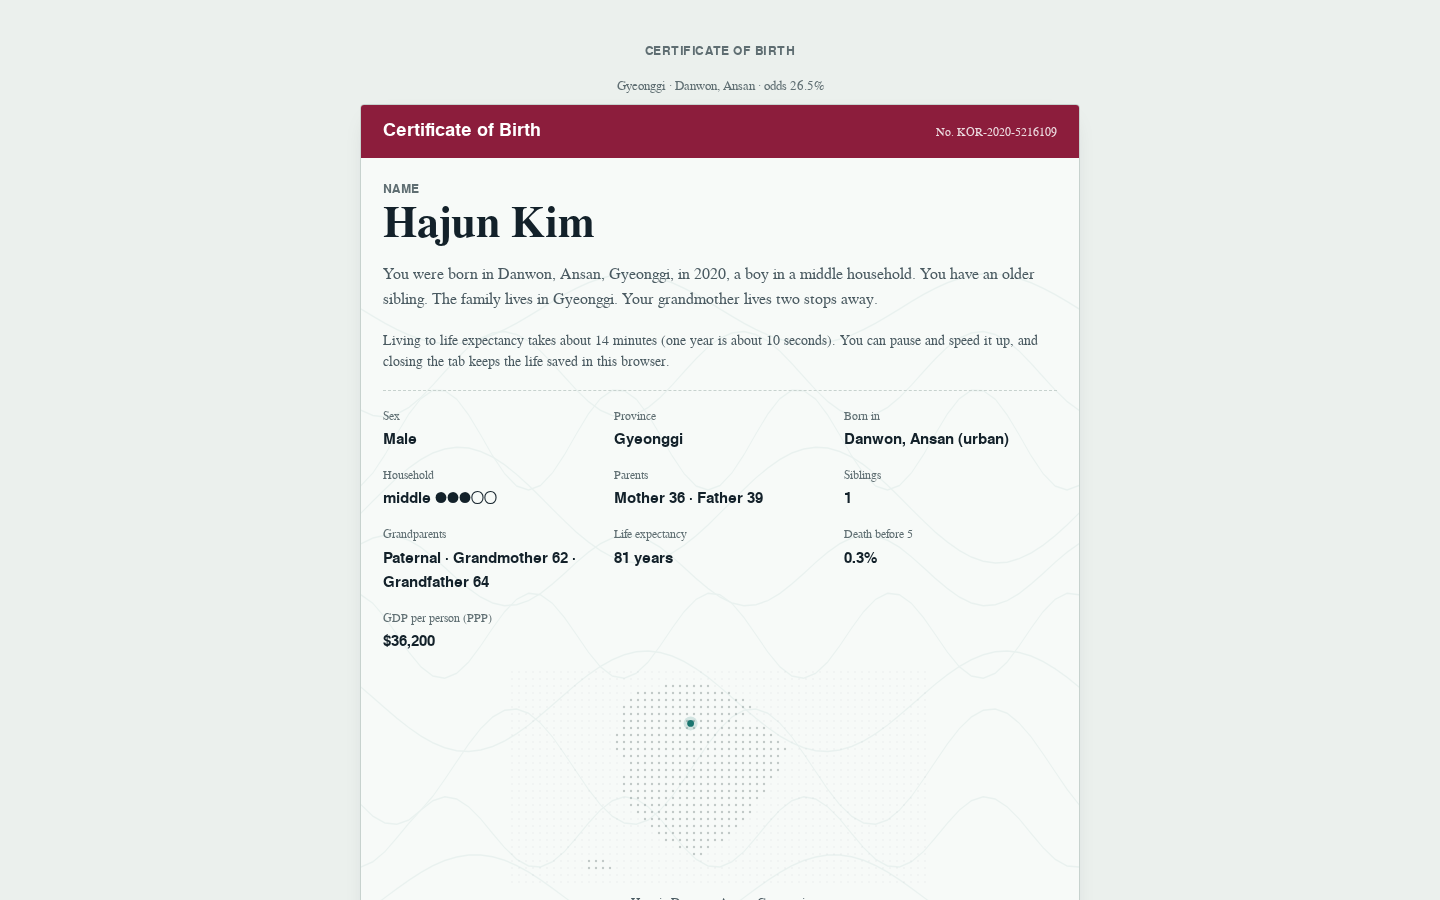 CERTIFICATE OF BIRTH
Gyeonggi · Danwon, Ansan · odds 26.5%
Certificate of Birth
No. KOR-2020-5216109
NAME
Hajun Kim
You were born in Danwon, Ansan, Gyeonggi, in 2020, a boy in a middle household. You have an older
sibling. The family lives in Gyeonggi. Your grandmother lives two stops away.
Living to life expectancy takes about 14 minutes (one year is about 10 seconds). You can pause and speed it up, and
closing the tab keeps the life saved in this browser.
Sex
Male
Province
Gyeonggi
Born in
Danwon, Ansan (urban)
Household
middle ●●●○○
Parents
Mother 36 · Father 39
Siblings
1
Grandparents
Paternal · Grandmother 62 ·
Grandfather 64
Life expectancy
81 years
Death before 5
0.3%
GDP per person (PPP)
$36,200